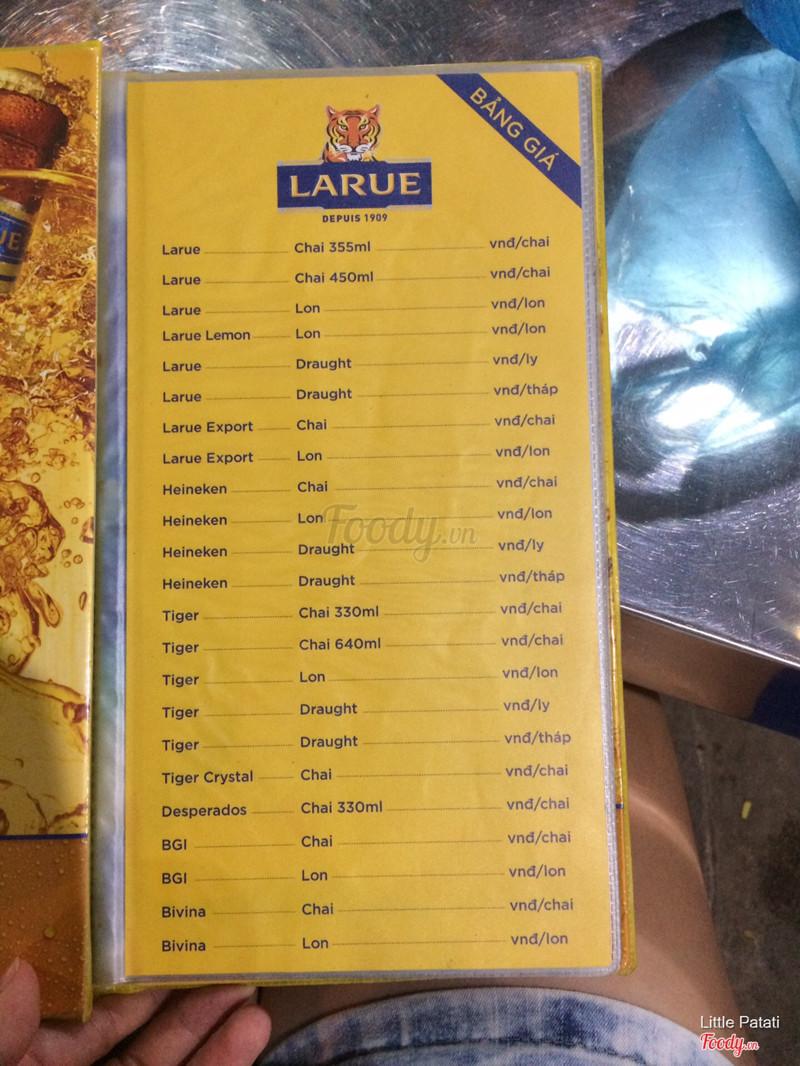 BẢNG GIÁ
LARUE
DEPUIS 1909
Larue Chai 355ml vnđ/chai
Larue Chai 450ml vnđ/chai
Larue Lon vnđ/lon
Larue Lemon Lon vnđ/lon
Larue Draught vnđ/ly
Larue Draught vnđ/tháp
Larue Export Chai vnđ/chai
Larue Export Lon vnđ/lon
Heineken Chai vnđ/chai
Heineken Lon vnđ/lon
Heineken Draught vnđ/ly
Heineken Draught vnđ/tháp
Tiger Chai 330ml vnđ/chai
Tiger Chai 640ml vnđ/chai
Tiger Lon vnđ/lon
Tiger Draught vnđ/ly
Tiger Draught vnđ/tháp
Tiger Crystal Chai vnđ/chai
Desperados Chai 330ml vnđ/chai
BGI Chai vnđ/chai
BGI Lon vnđ/lon
Bivina Chai vnđ/chai
Bivina Lon vnđ/lon
Foody.vn
Little Patati
Foody.vn